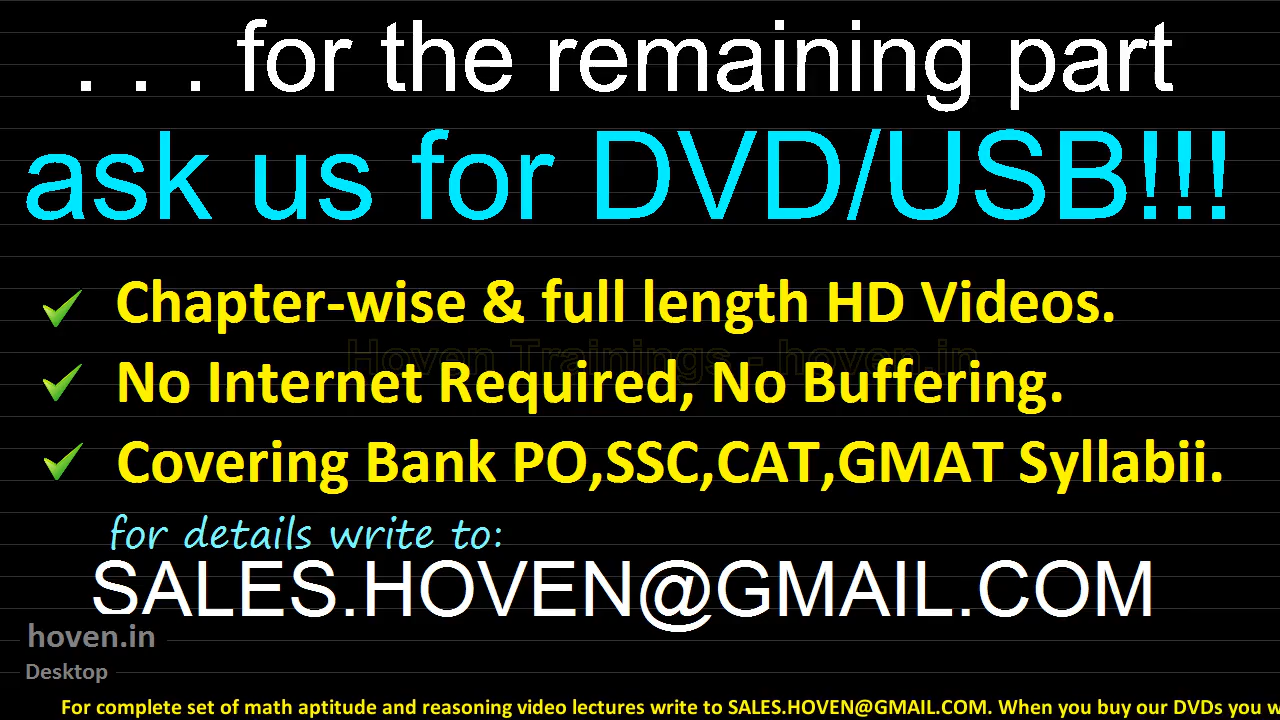 . . . for the remaining part
ask us for DVD/USB!!!
Chapter-wise & full length HD Videos.
Hoven Trainings - hoven.in
No Internet Required, No Buffering.
Covering Bank PO,SSC,CAT,GMAT Syllabii.
for details write to:
SALES.HOVEN@GMAIL.COM
hoven.in
Desktop
For complete set of math aptitude and reasoning video lectures write to SALES.HOVEN@GMAIL.COM. When you buy our DVDs you w